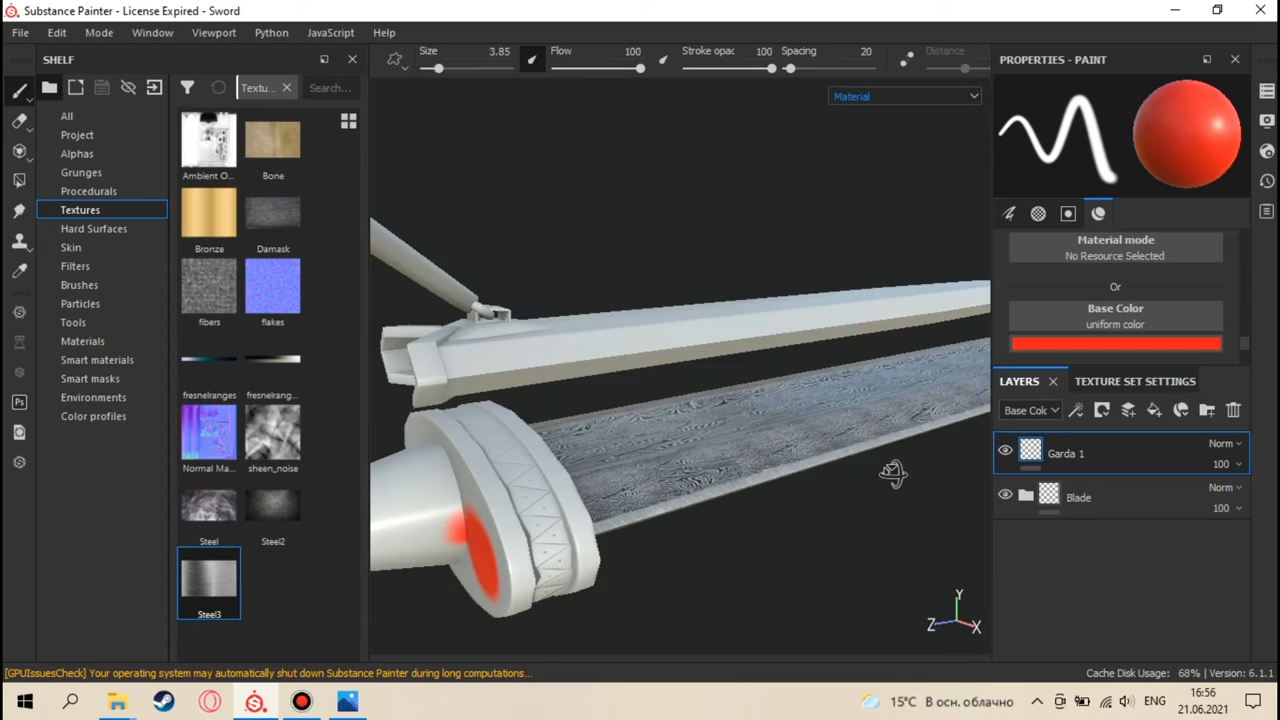 Substance Painter - License Expired - Sword
File Edit Mode Window Viewport Python JavaScript Help
SHELF
Size 3.85 Flow 100 Stroke opac 100 Spacing 20 Distance
PROPERTIES - PAINT
Textu... Search...
Material
All
Project
Alphas
Grunges
Procedurals
Textures
Hard Surfaces
Skin
Filters
Brushes
Particles
Tools
Materials
Smart materials
Smart masks
Environments
Color profiles
Ambient O... Bone
Bronze Damask
fibers flakes
fresnelranges fresnelrang...
Normal Ma... sheen_noise
Steel Steel2
Steel3
Material mode
No Resource Selected
Or
Base Color
uniform color
LAYERS TEXTURE SET SETTINGS
Base Colc
Garda 1 Norm 100
Blade Norm 100
Y
Z X
Ps
[GPUIssuesCheck] Your operating system may automatically shut down Substance Painter during long computations...
Cache Disk Usage: 68% | Version: 6.1.1
15°C В осн. облачно ENG 16:56
21.06.2021